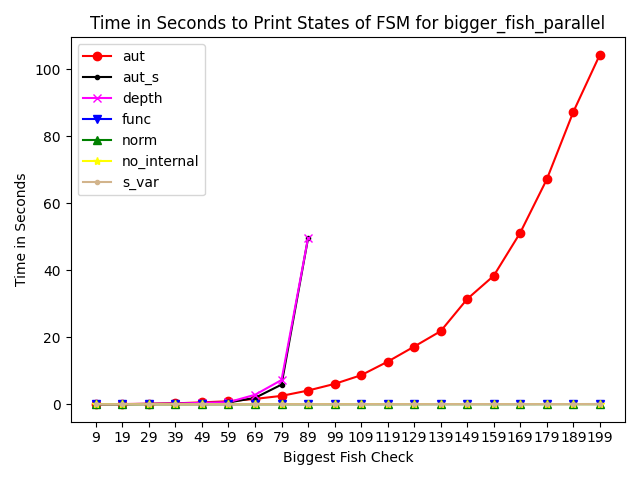 Time in Seconds to Print States of FSM for bigger_fish_parallel
aut
aut_s
depth
func
norm
no_internal
s_var
100
80
60
40
20
0
Time in Seconds
9 19 29 39 49 59 69 79 89 99 109 119 129 139 149 159 169 179 189 199
Biggest Fish Check